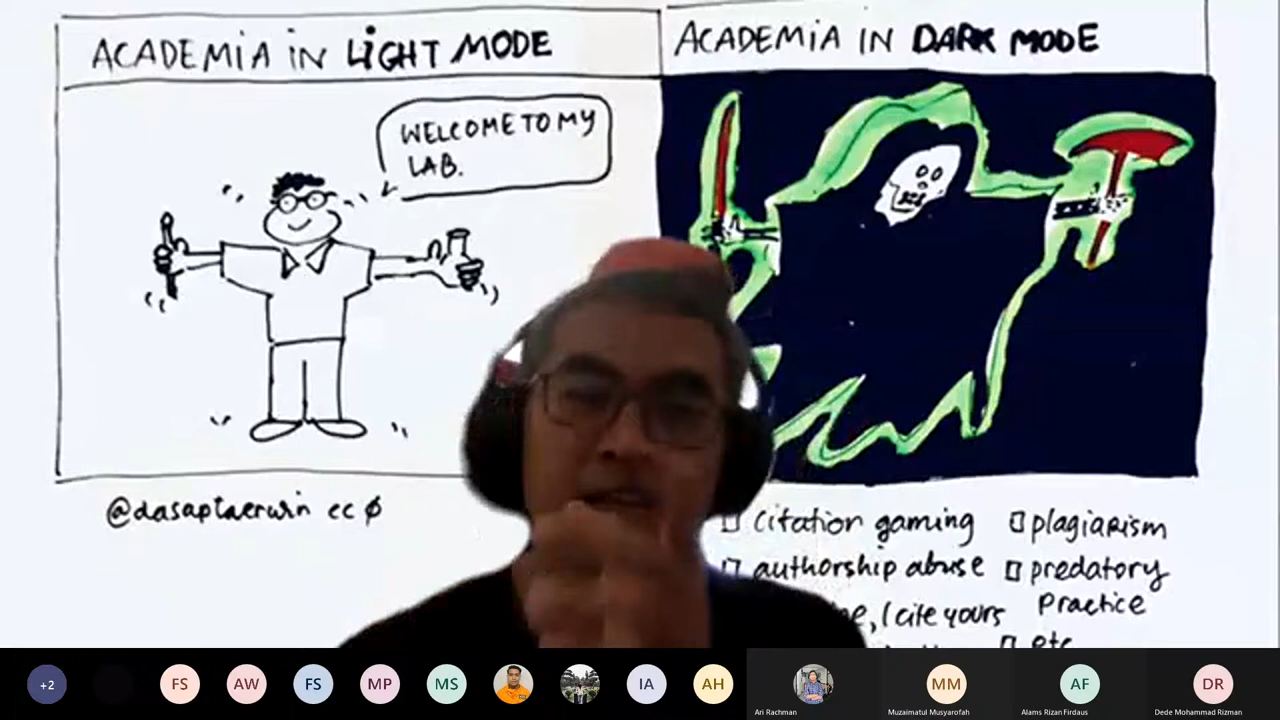 ACADEMiA iN LiGHT MODE
ACADEMiA IN DARK MODE
WELCOME TO MY
LAB.
@dasaptaerwin cc ∅
citation gaming
plagiarism
authorship abuse
predatory
Practice
, I cite yours
etc
+2
FS
AW
FS
MP
MS
IA
AH
Ari Rachman
MM
Muzaimatul Musyarofah
AF
Alams Rizan Firdaus
DR
Dede Mohammad Rizman